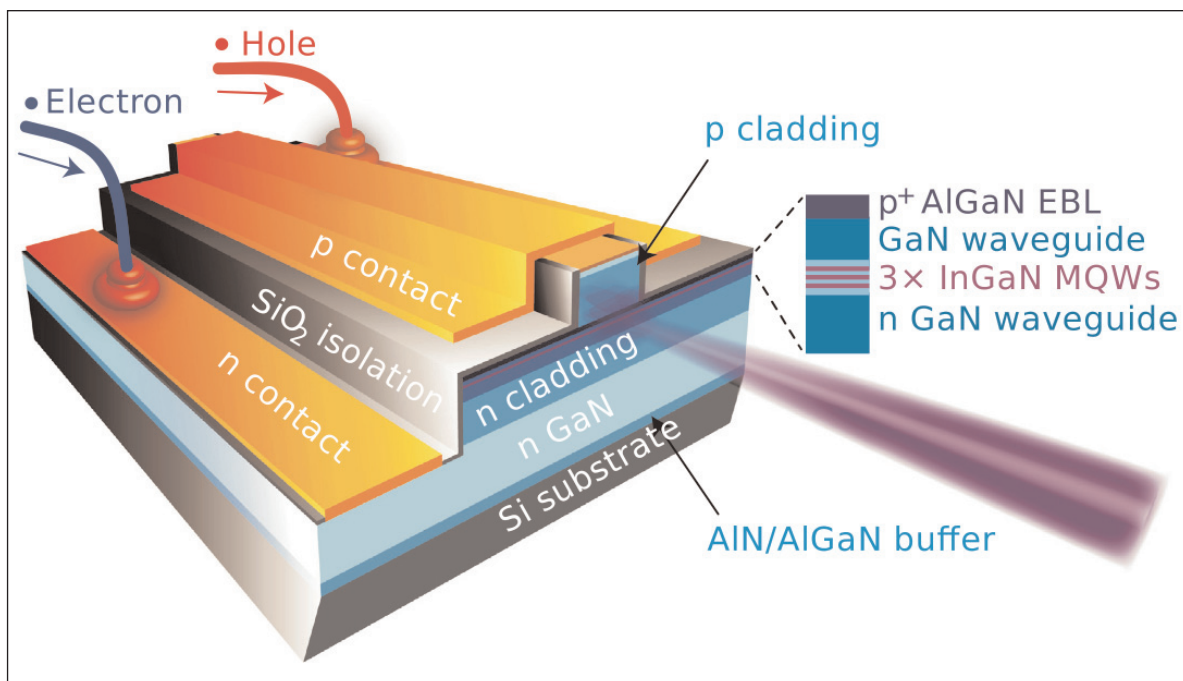 • Hole
• Electron
p cladding
p⁺ AlGaN EBL
GaN waveguide
3× InGaN MQWs
n GaN waveguide
p contact
SiO₂ isolation
n contact
n cladding
n GaN
Si substrate
AlN/AlGaN buffer